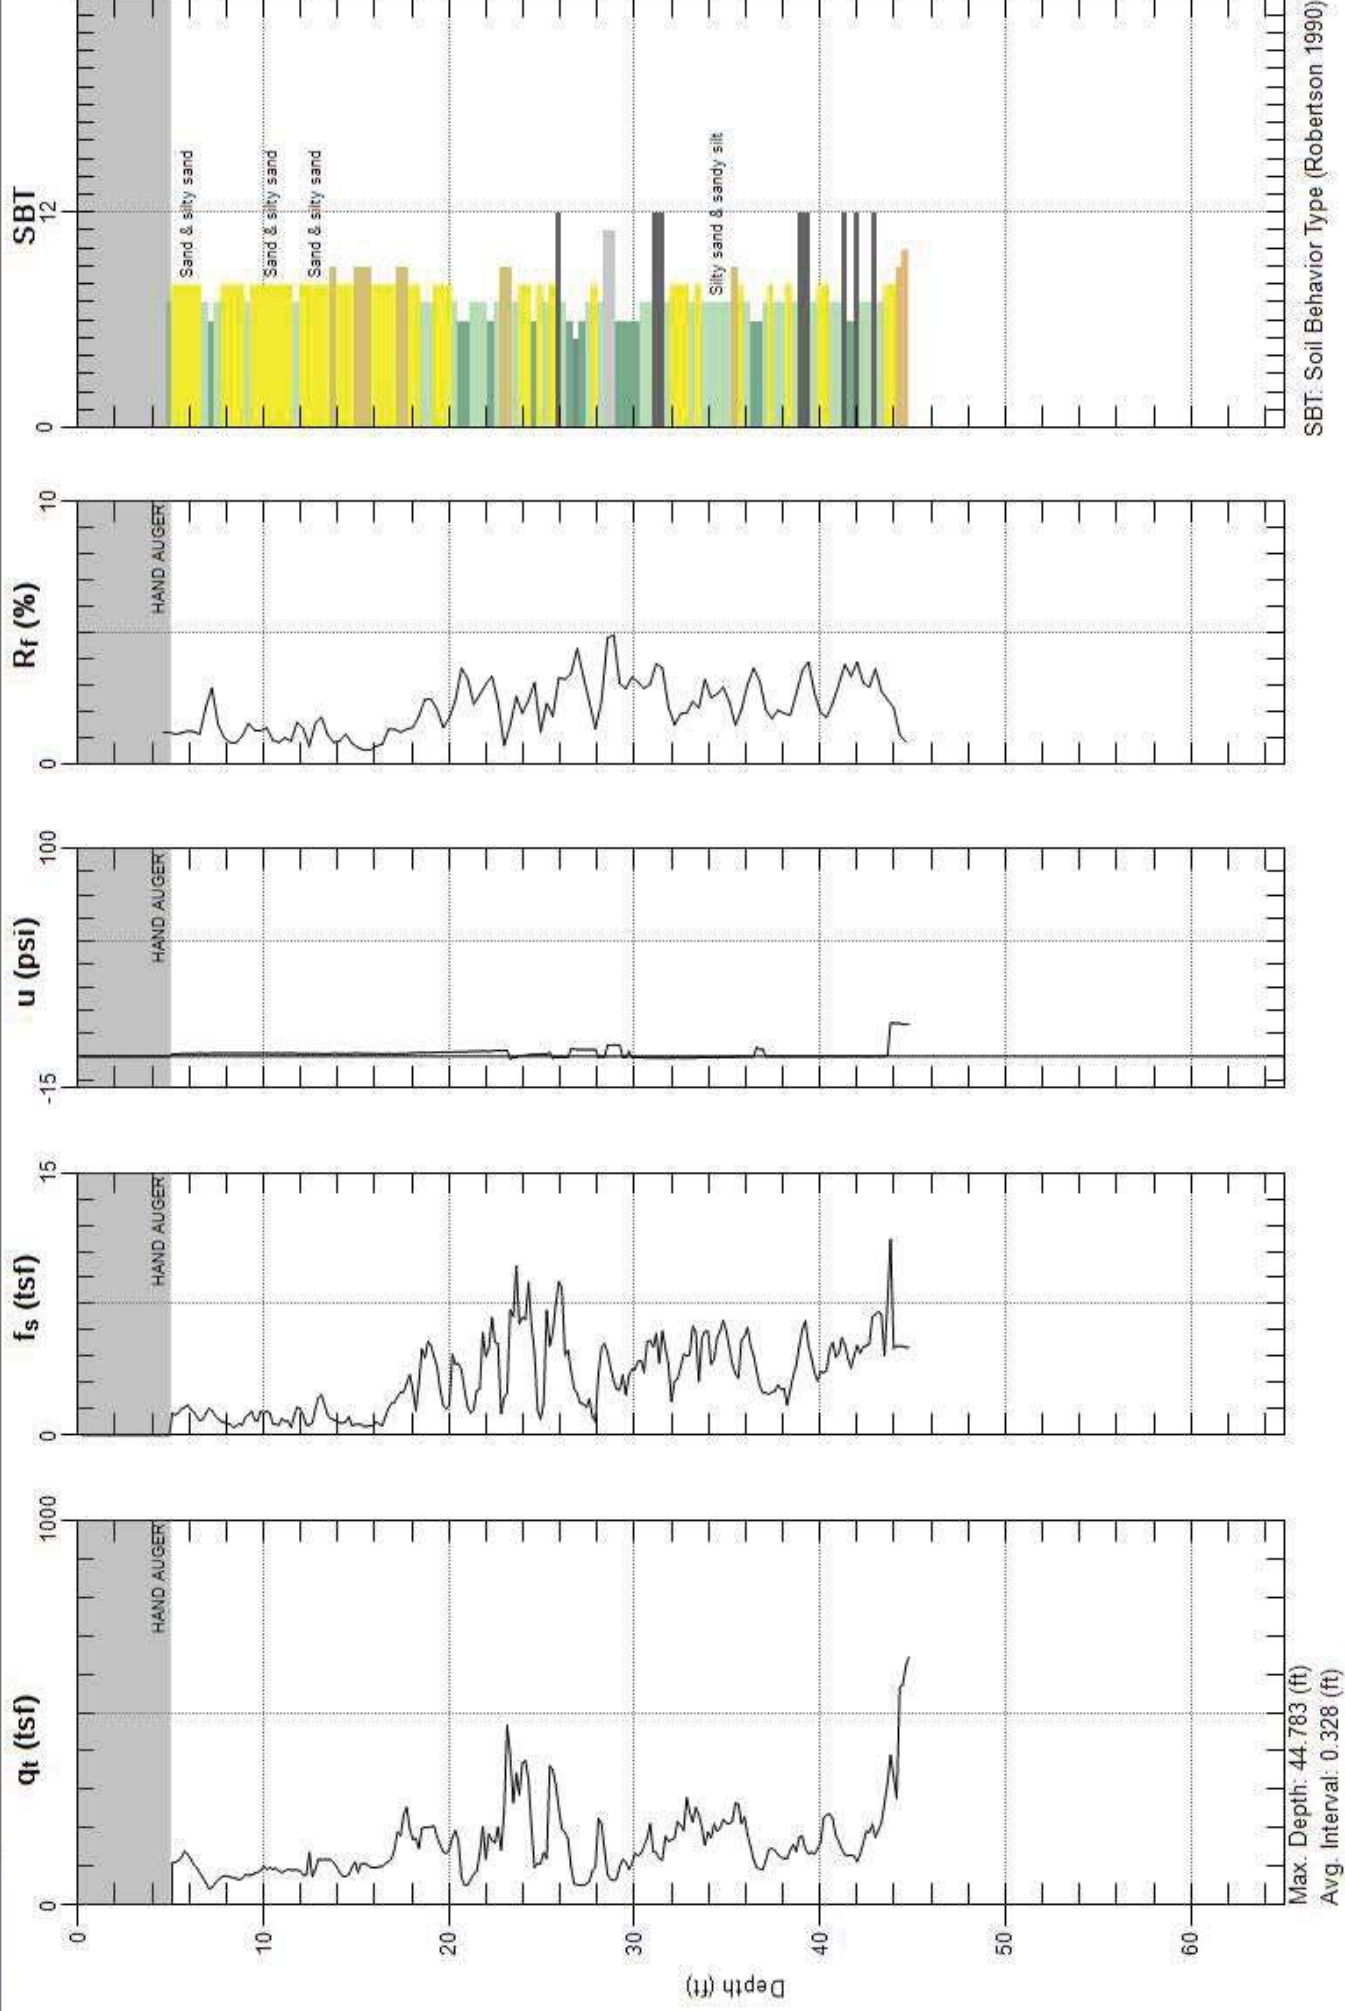 qt (tsf)
fs (tsf)
u (psi)
Rf (%)
SBT
0
1000
0
15
-15
100
0
10
0
12
HAND AUGER
HAND AUGER
HAND AUGER
HAND AUGER
Sand & silty sand
Sand & silty sand
Sand & silty sand
Silty sand & sandy silt
0
10
20
30
40
50
60
Depth (ft)
Max. Depth: 44.783 (ft)
Avg. Interval: 0.328 (ft)
SBT: Soil Behavior Type (Robertson 1990)